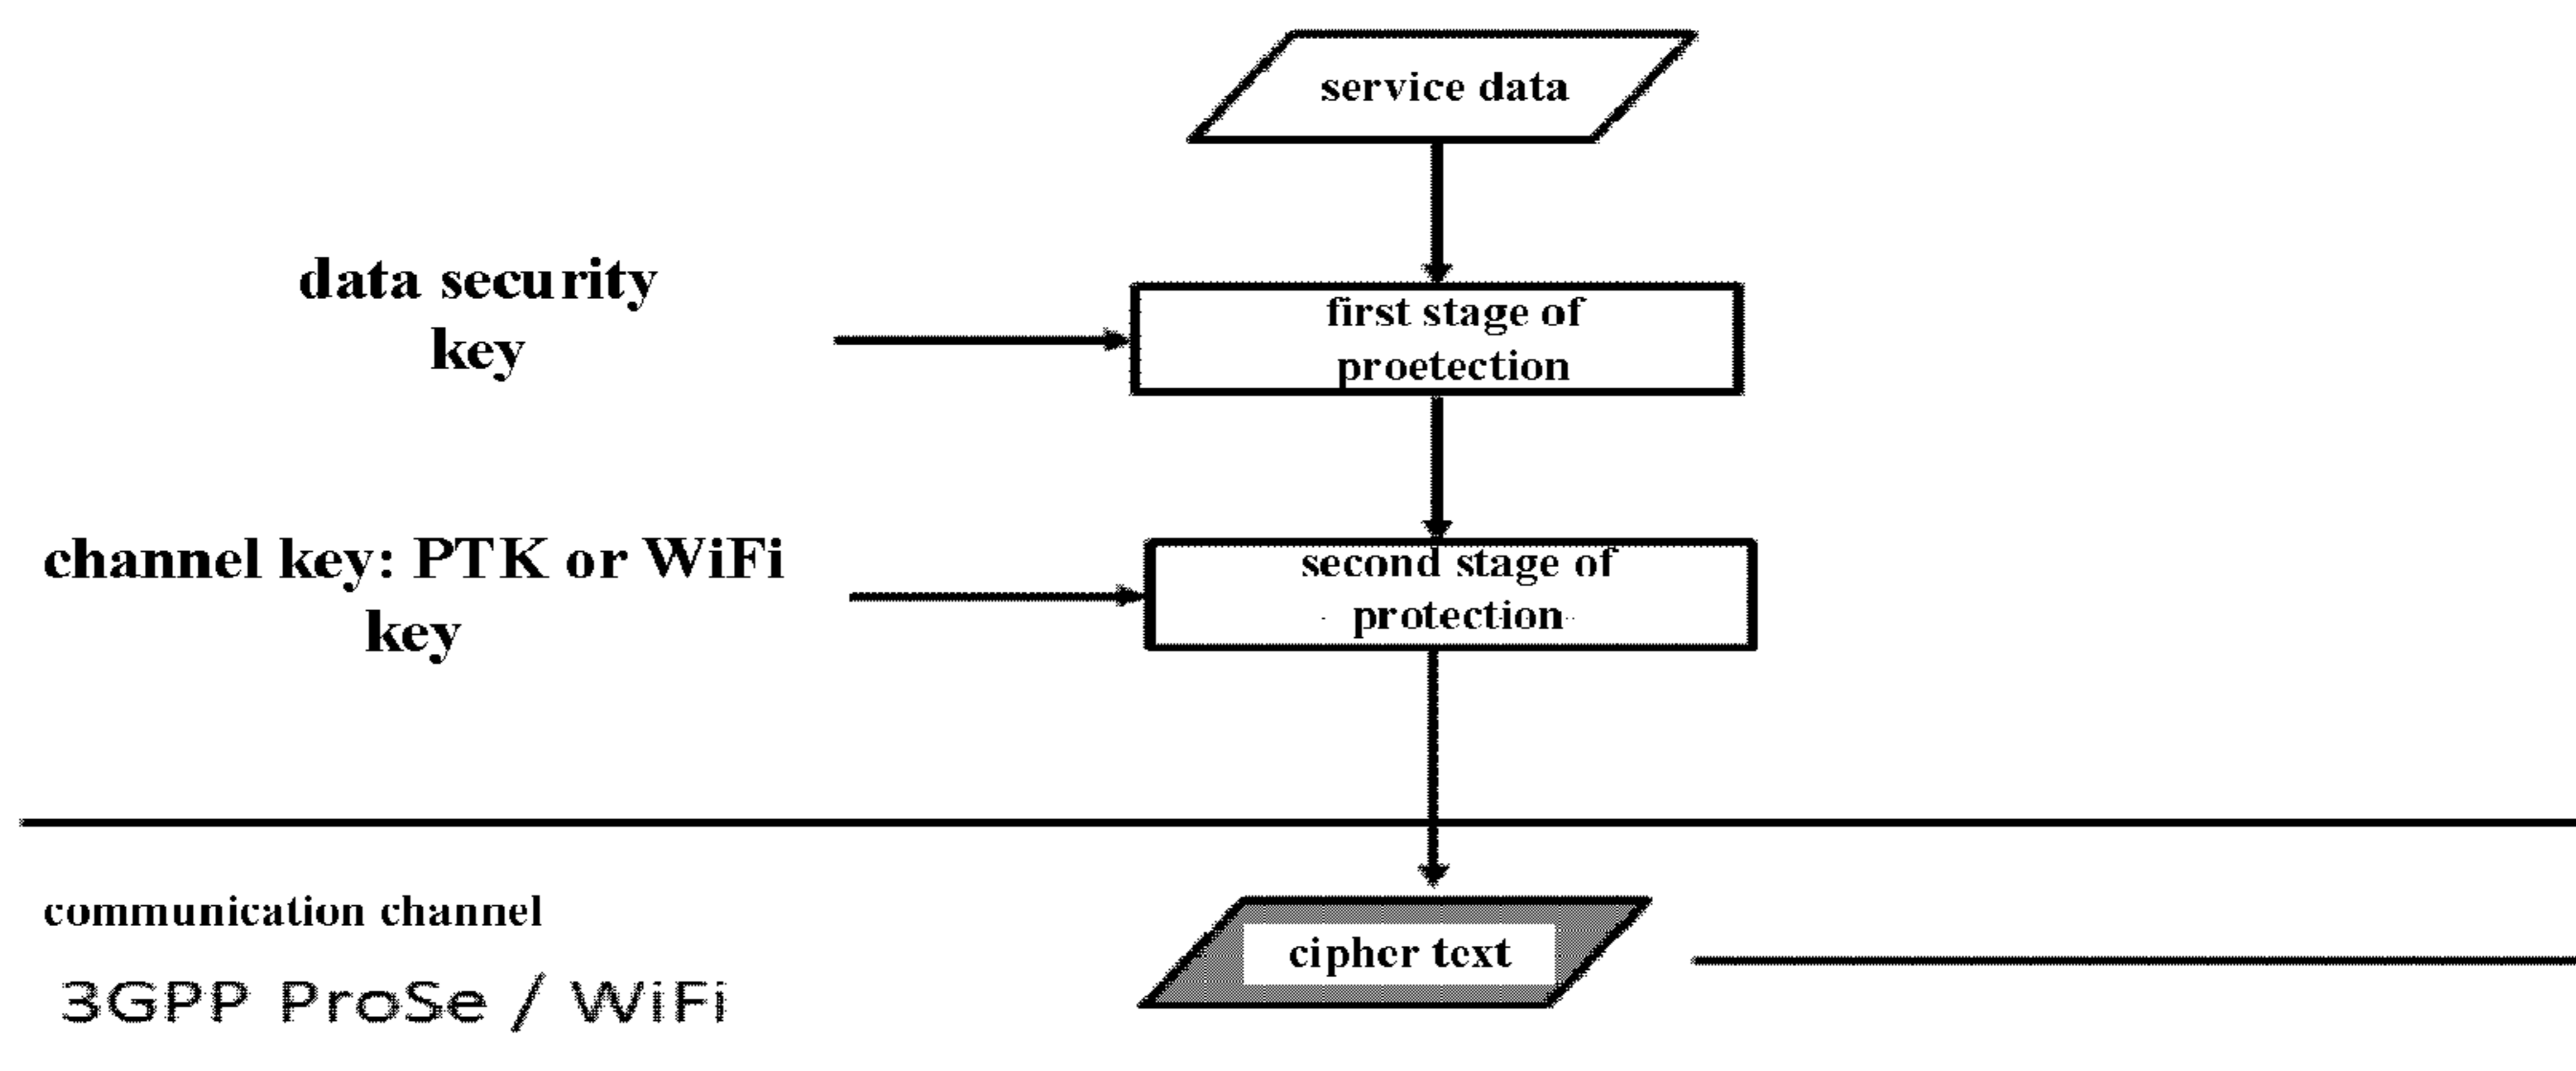 service data
data security
key
first stage of
proetection
channel key: PTK or WiFi
key
second stage of
protection
communication channel
3GPP ProSe / WiFi
cipher text